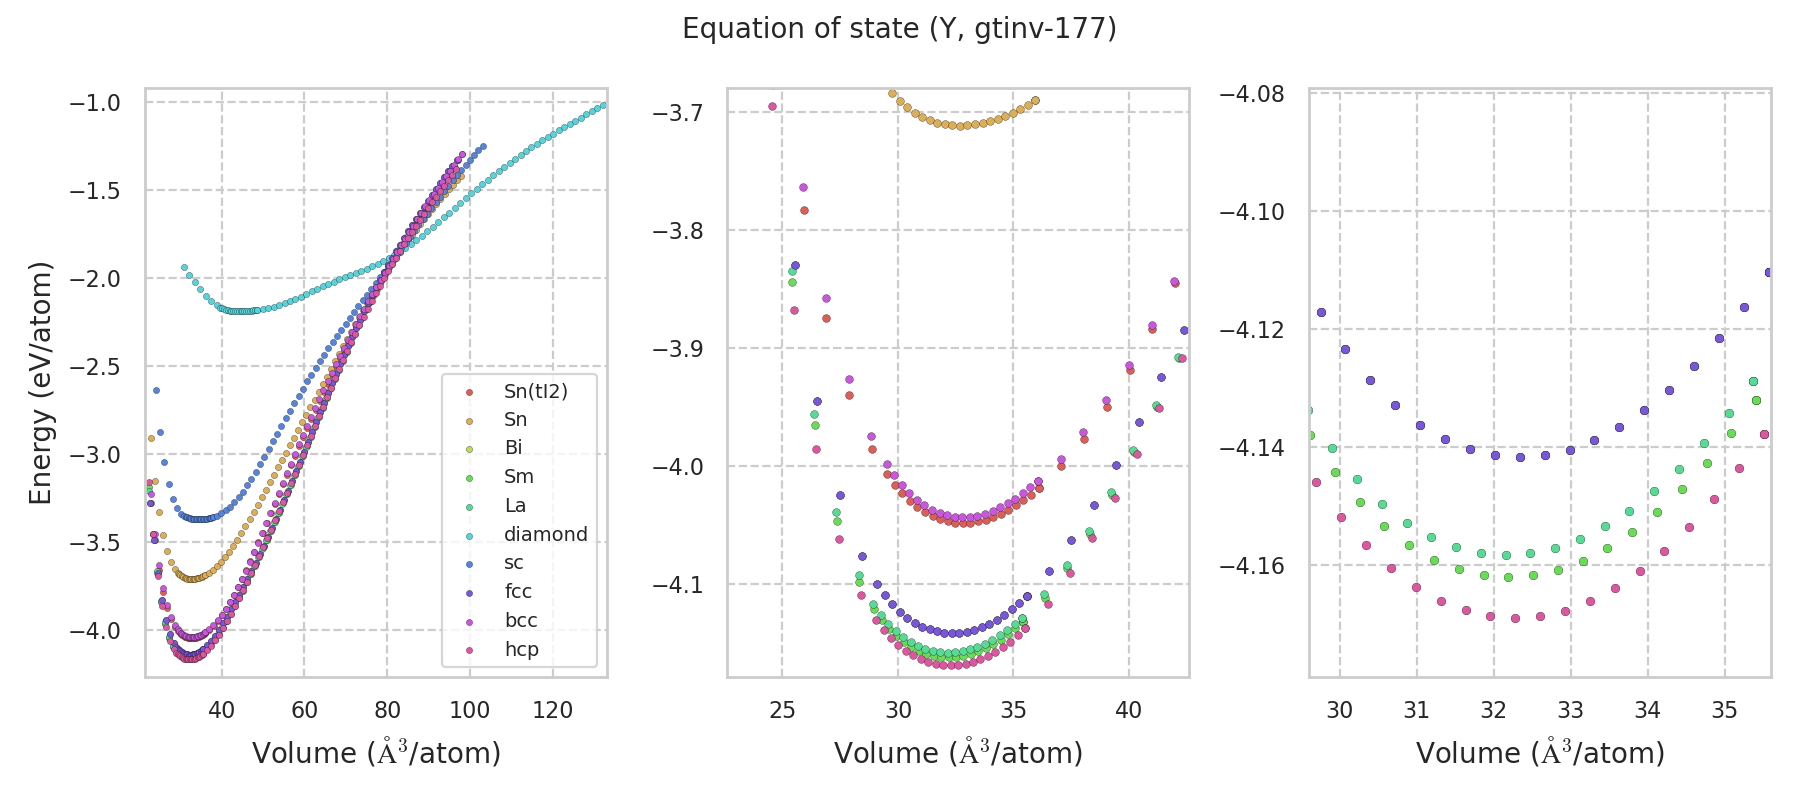 Equation of state (Y, gtinv-177)
Energy (eV/atom)
−1.0
−1.5
−2.0
−2.5
−3.0
−3.5
−4.0
40 60 80 100 120
Volume (Å³/atom)
Sn(tI2)
Sn
Bi
Sm
La
diamond
sc
fcc
bcc
hcp
−3.7
−3.8
−3.9
−4.0
−4.1
25 30 35 40
Volume (Å³/atom)
−4.08
−4.10
−4.12
−4.14
−4.16
30 31 32 33 34 35
Volume (Å³/atom)